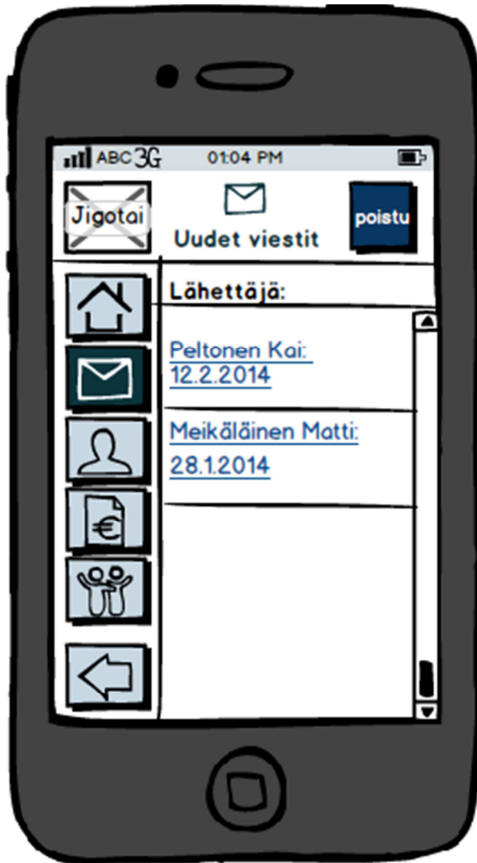 ABC 3G 01:04 PM
Jigotai
Uudet viestit
poistu
Lähettäjä:
Peltonen Kai:
12.2.2014
Meikäläinen Matti:
28.1.2014
€